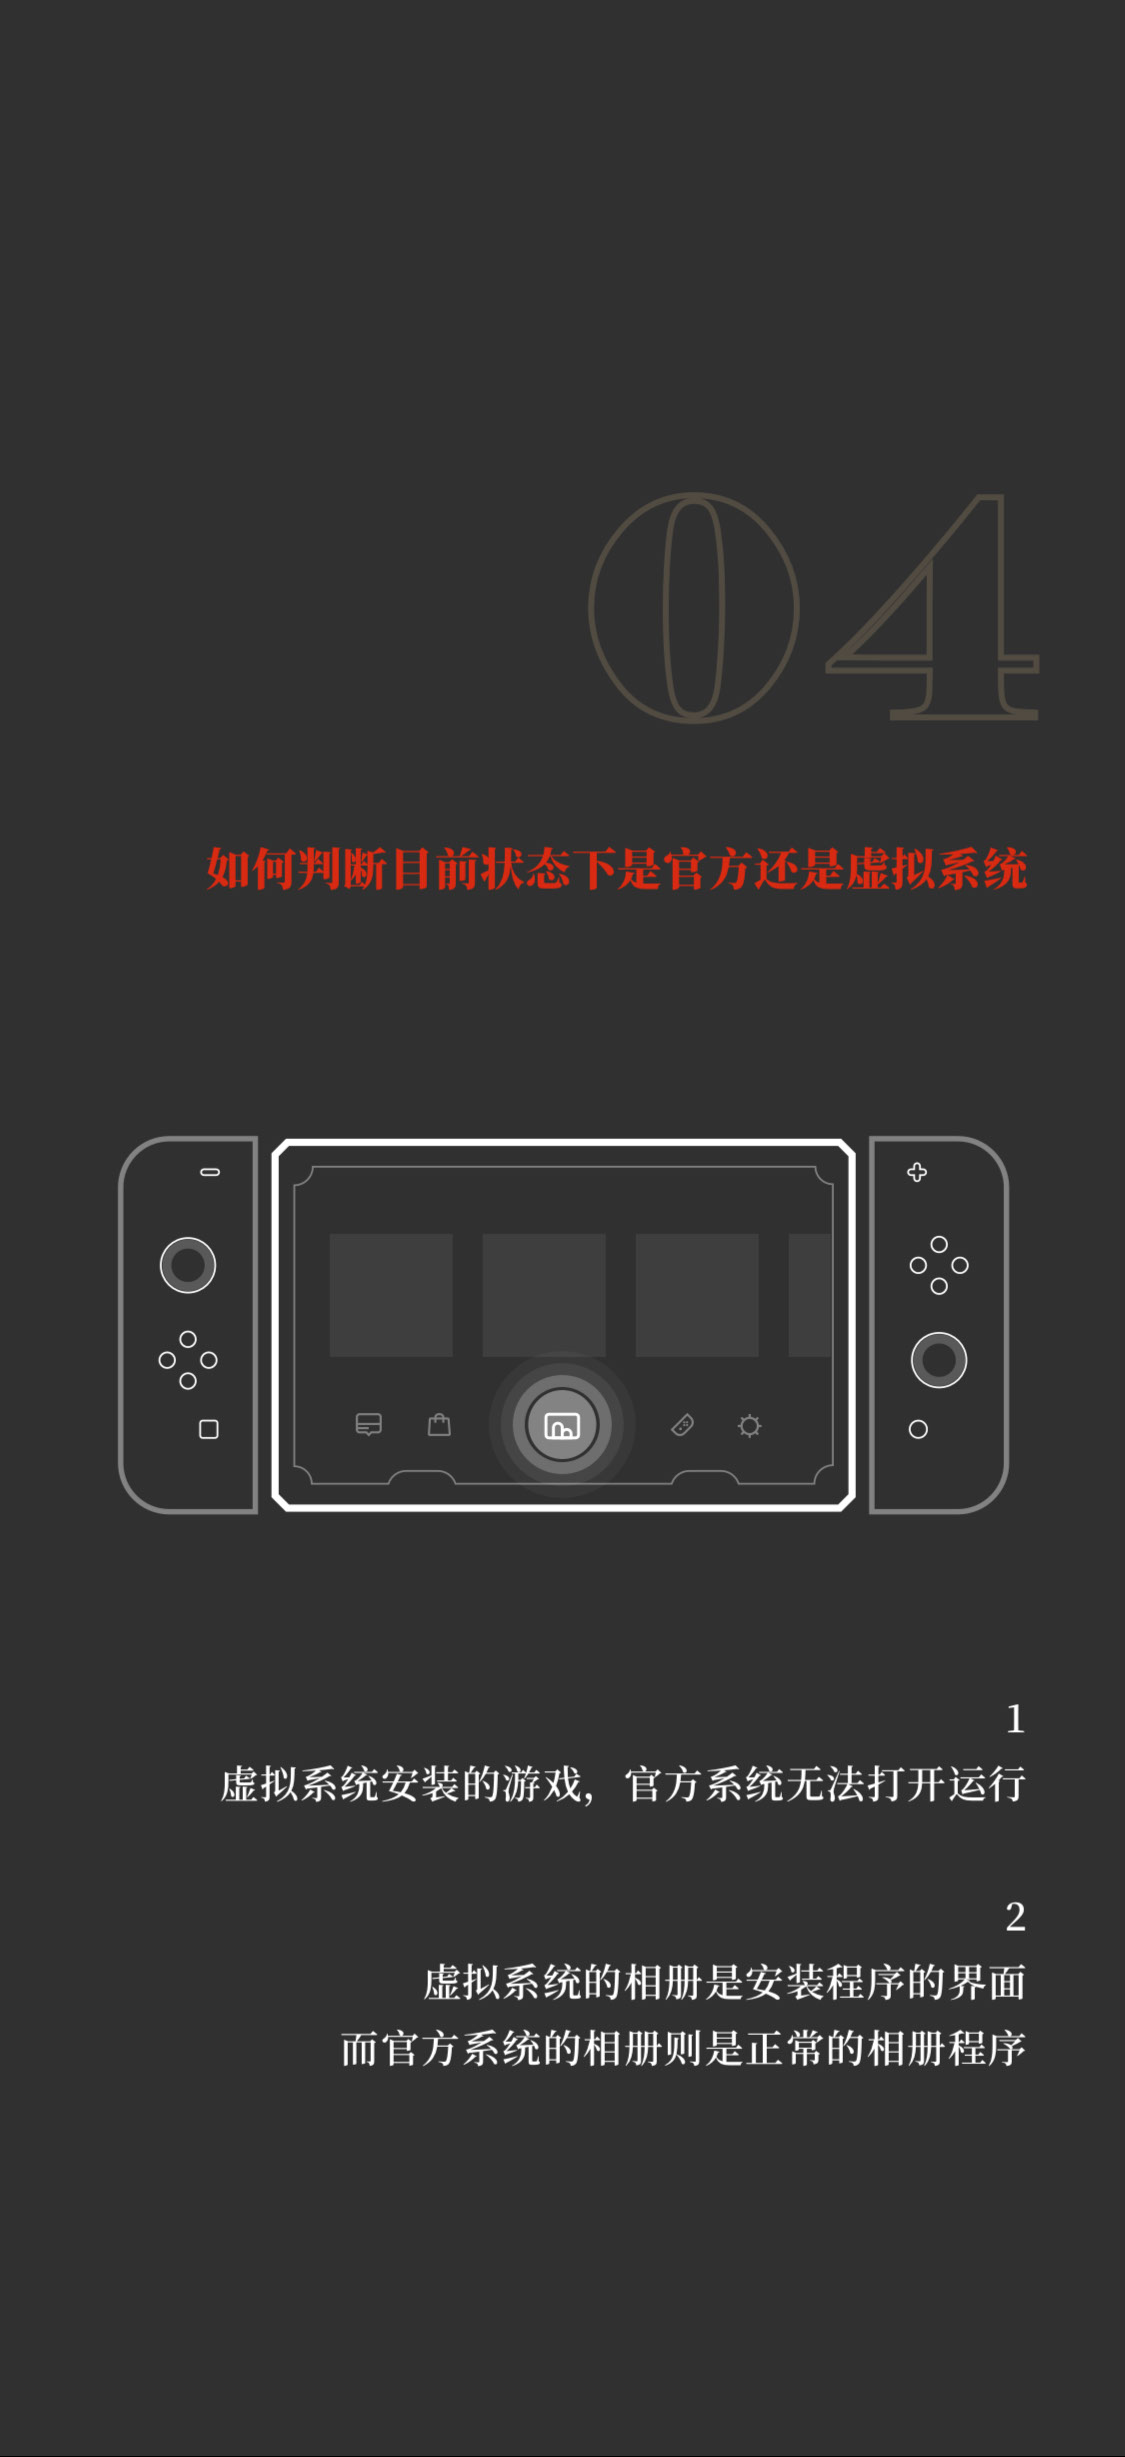 04
如何判断目前状态下是官方还是虚拟系统
1
虚拟系统安装的游戏，官方系统无法打开运行
2
虚拟系统的相册是安装程序的界面
而官方系统的相册则是正常的相册程序